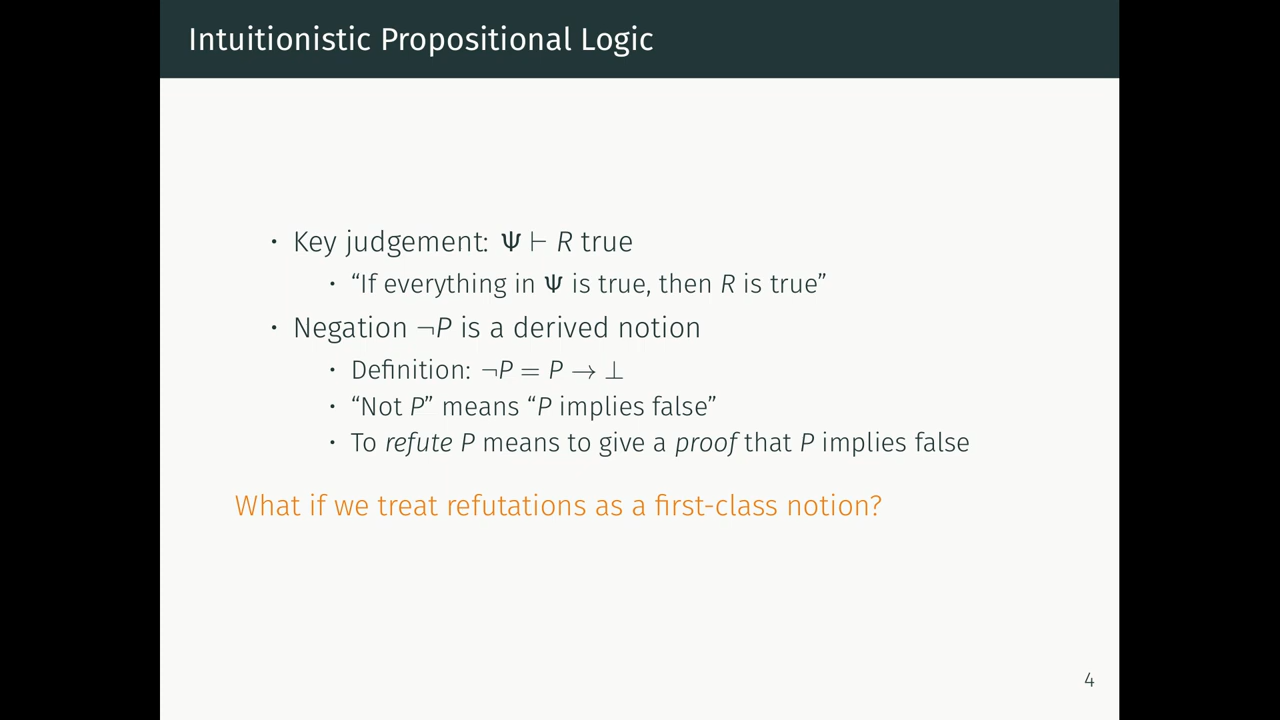 Intuitionistic Propositional Logic
• Key judgement: Ψ ⊢ R true
• “If everything in Ψ is true, then R is true”
• Negation ¬P is a derived notion
• Definition: ¬P = P → ⊥
• “Not P” means “P implies false”
• To refute P means to give a proof that P implies false
What if we treat refutations as a first-class notion?
4